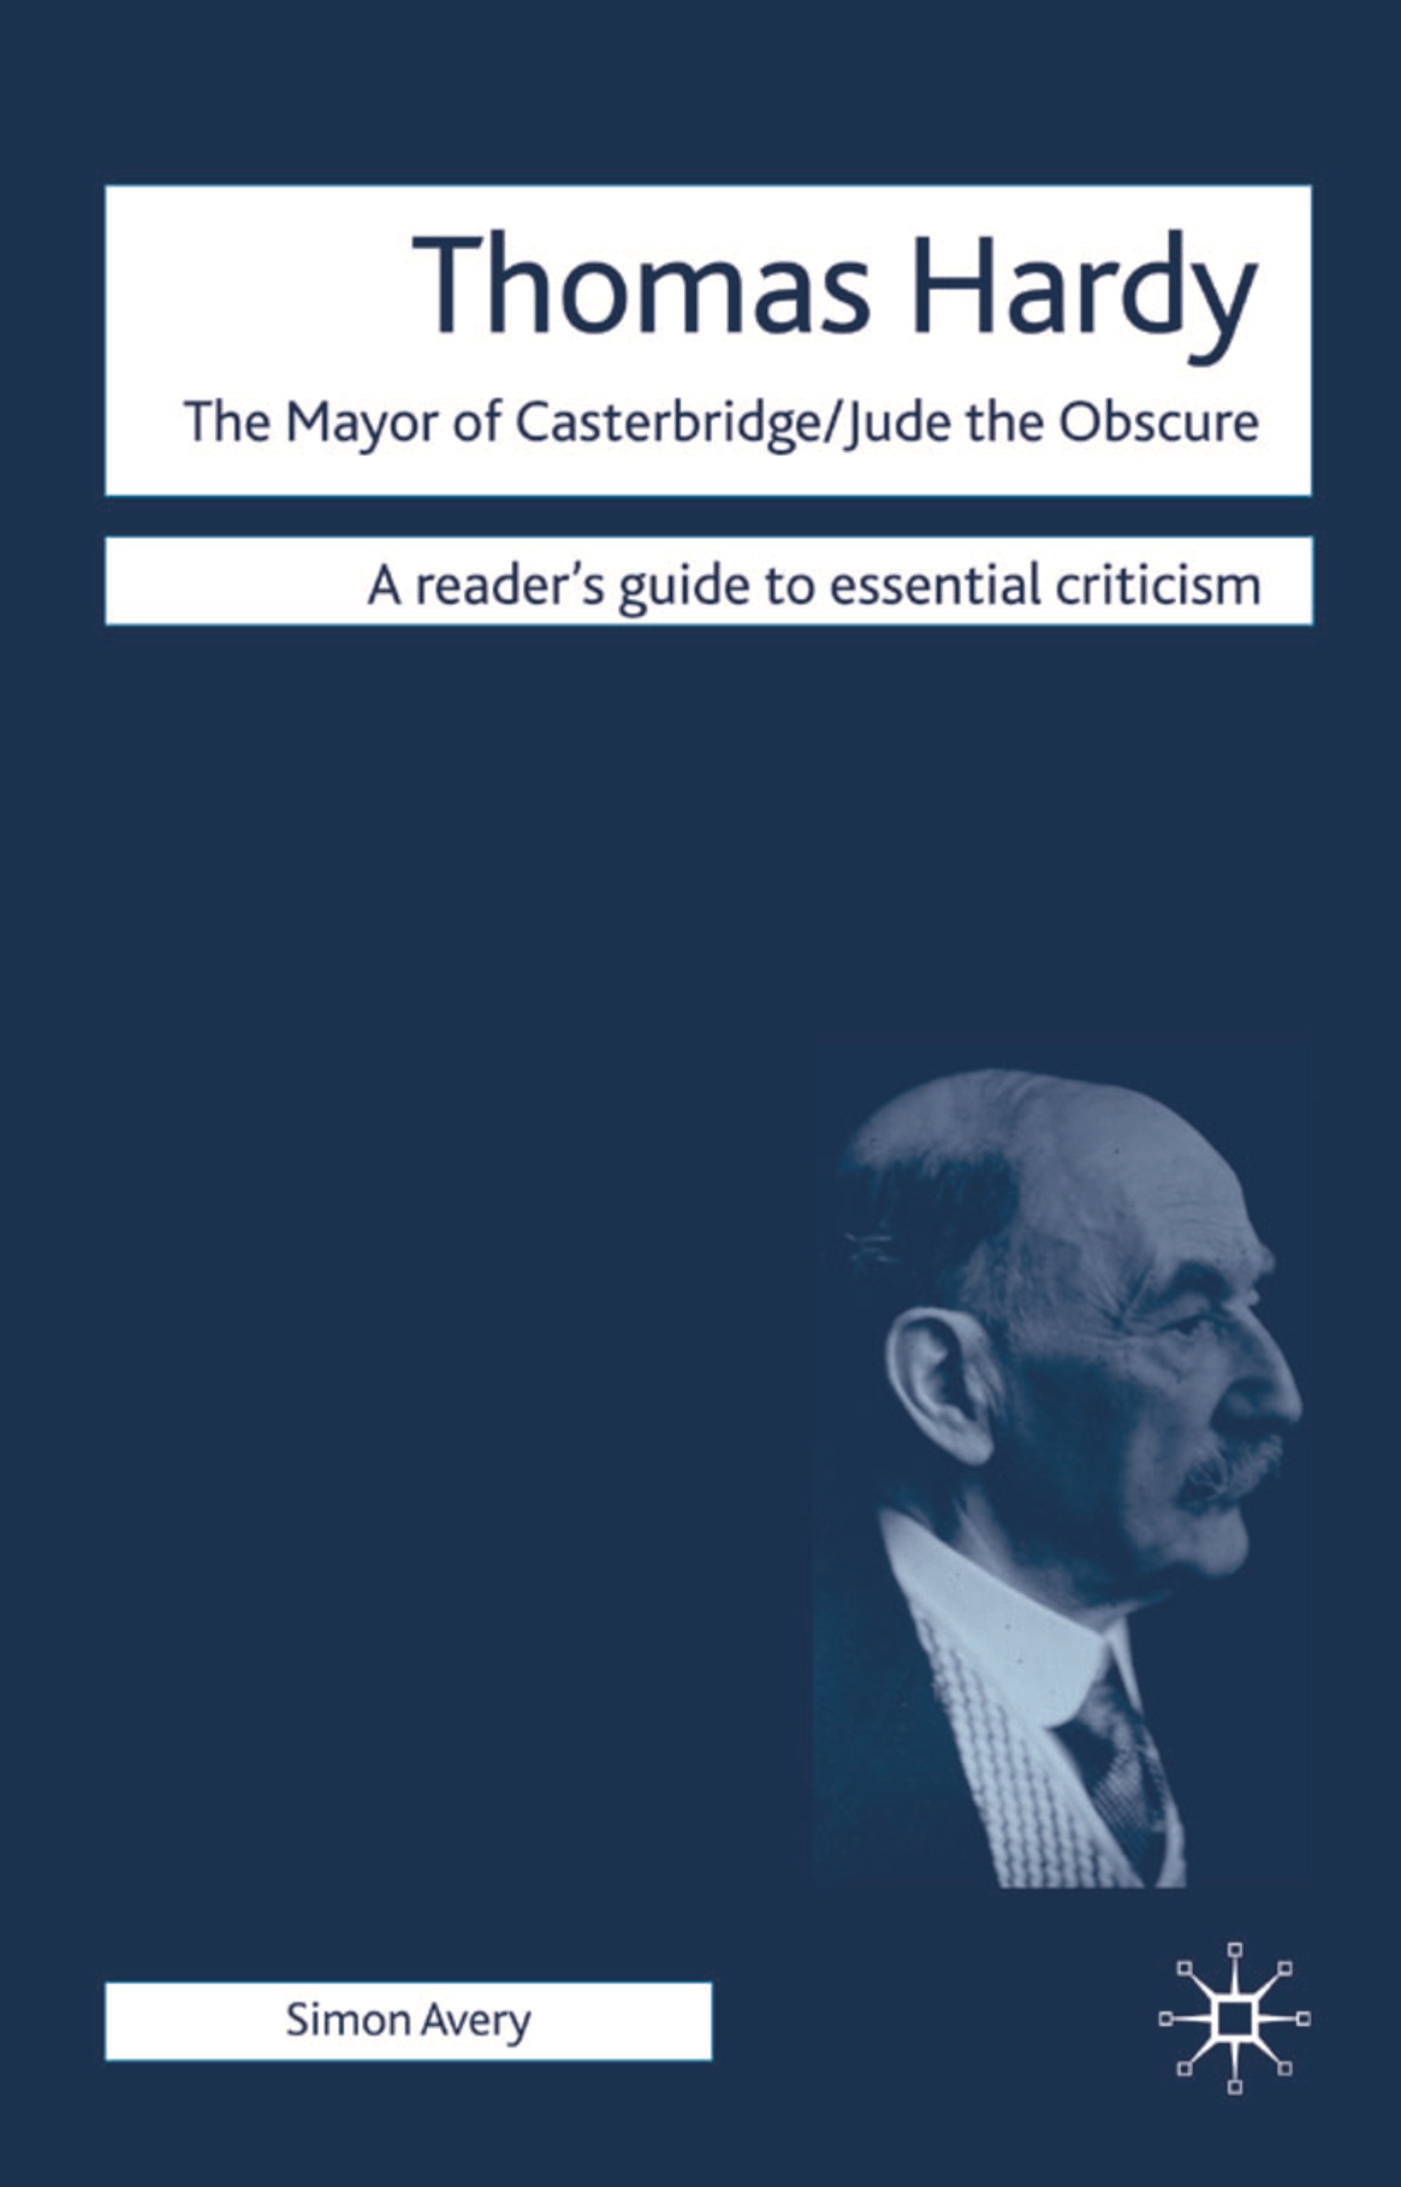 Thomas Hardy
The Mayor of Casterbridge/Jude the Obscure
A reader’s guide to essential criticism
Simon Avery